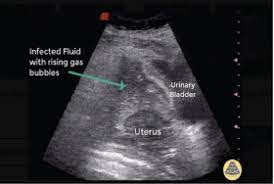 Infected Fluid
with rising gas
bubbles
Urinary
Bladder
Uterus